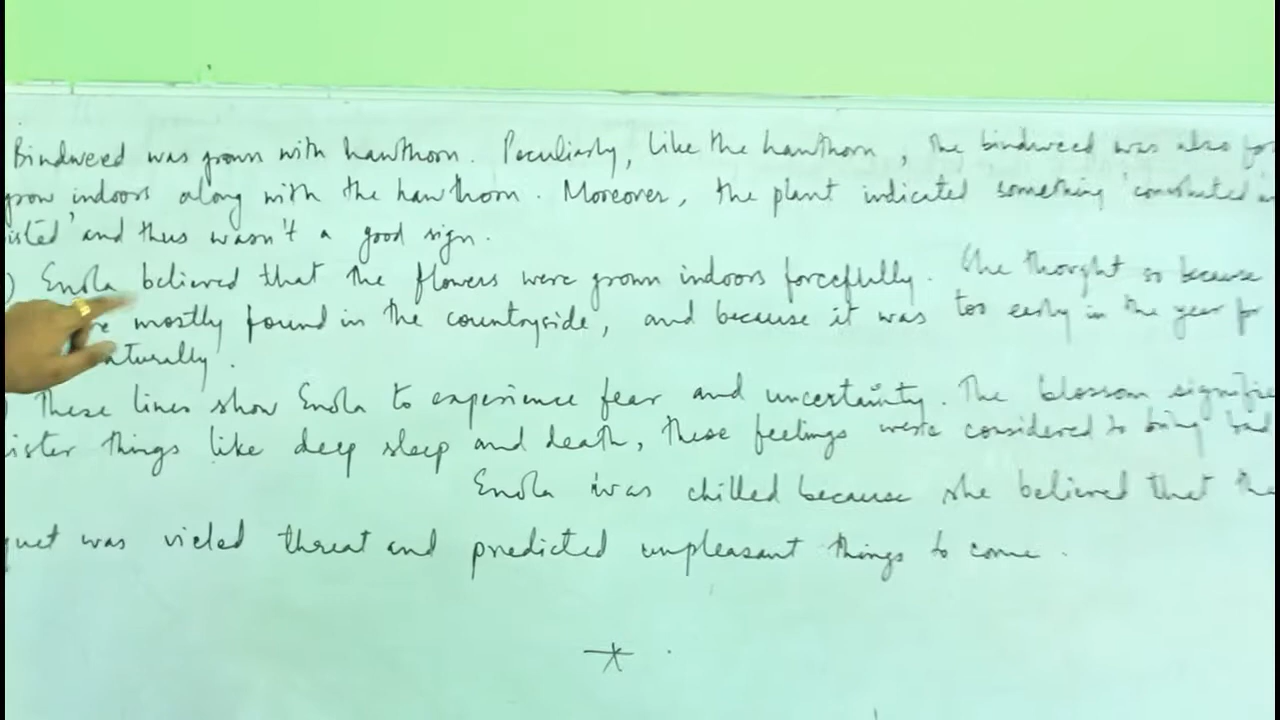 Bindweed was grown with hawthorn. Peculiarly, like the hawthorn, the bindweed was also for
grow indoors along with the hawthorn. Moreover, the plant indicated something
isted' and thus wasn't a good sign.
) Enola believed that the flowers were grown indoors forcefully. She thought so because
mostly found in the countryside, and because it was too early in the year for
aturally.
) These lines show Enola to experience fear and uncertainty. The blossom signifie
ister things like deep sleep and death, these feelings were considered to bring bad
Enola was chilled because she believed that the
quet was threat and predicted unpleasant things to come.